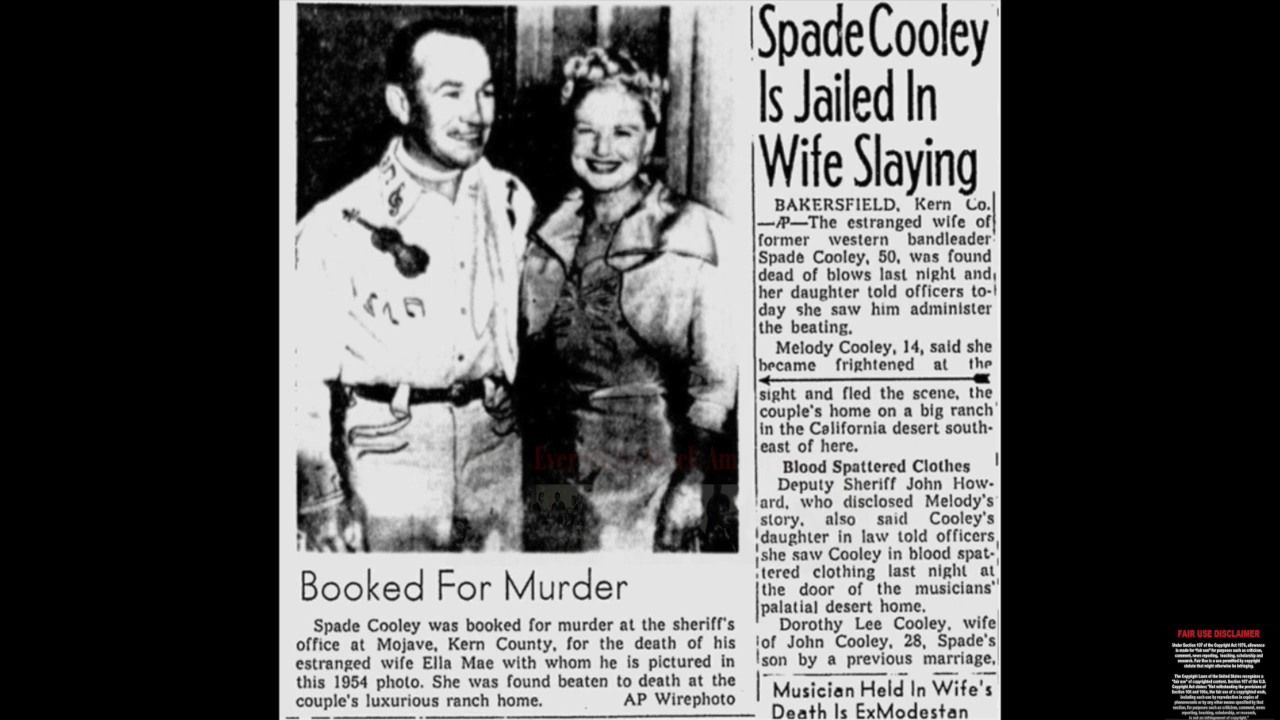 Spade Cooley
Is Jailed In
Wife Slaying
BAKERSFIELD, Kern Co.
—AP—The estranged wife of
former western bandleader
Spade Cooley, 50, was found
dead of blows last night and
her daughter told officers to-
day she saw him administer
the beating.
Melody Cooley, 14, said she
became frightened at the
sight and fled the scene, the
couple's home on a big ranch
in the California desert south-
east of here.
Blood Spattered Clothes
Deputy Sheriff John How-
ard, who disclosed Melody's
story, also said Cooley's
daughter in law told officers
she saw Cooley in blood spat-
tered clothing last night at
the door of the musicians'
palatial desert home.
Dorothy Lee Cooley, wife
of John Cooley, 28, Spade's
son by a previous marriage,
Musician Held In Wife's
Death Is ExModestan
Booked For Murder
Spade Cooley was booked for murder at the sheriff's
office at Mojave, Kern County, for the death of his
estranged wife Ella Mae with whom he is pictured in
this 1954 photo. She was found beaten to death at the
couple's luxurious ranch home. AP Wirephoto
FAIR USE DISCLAIMER